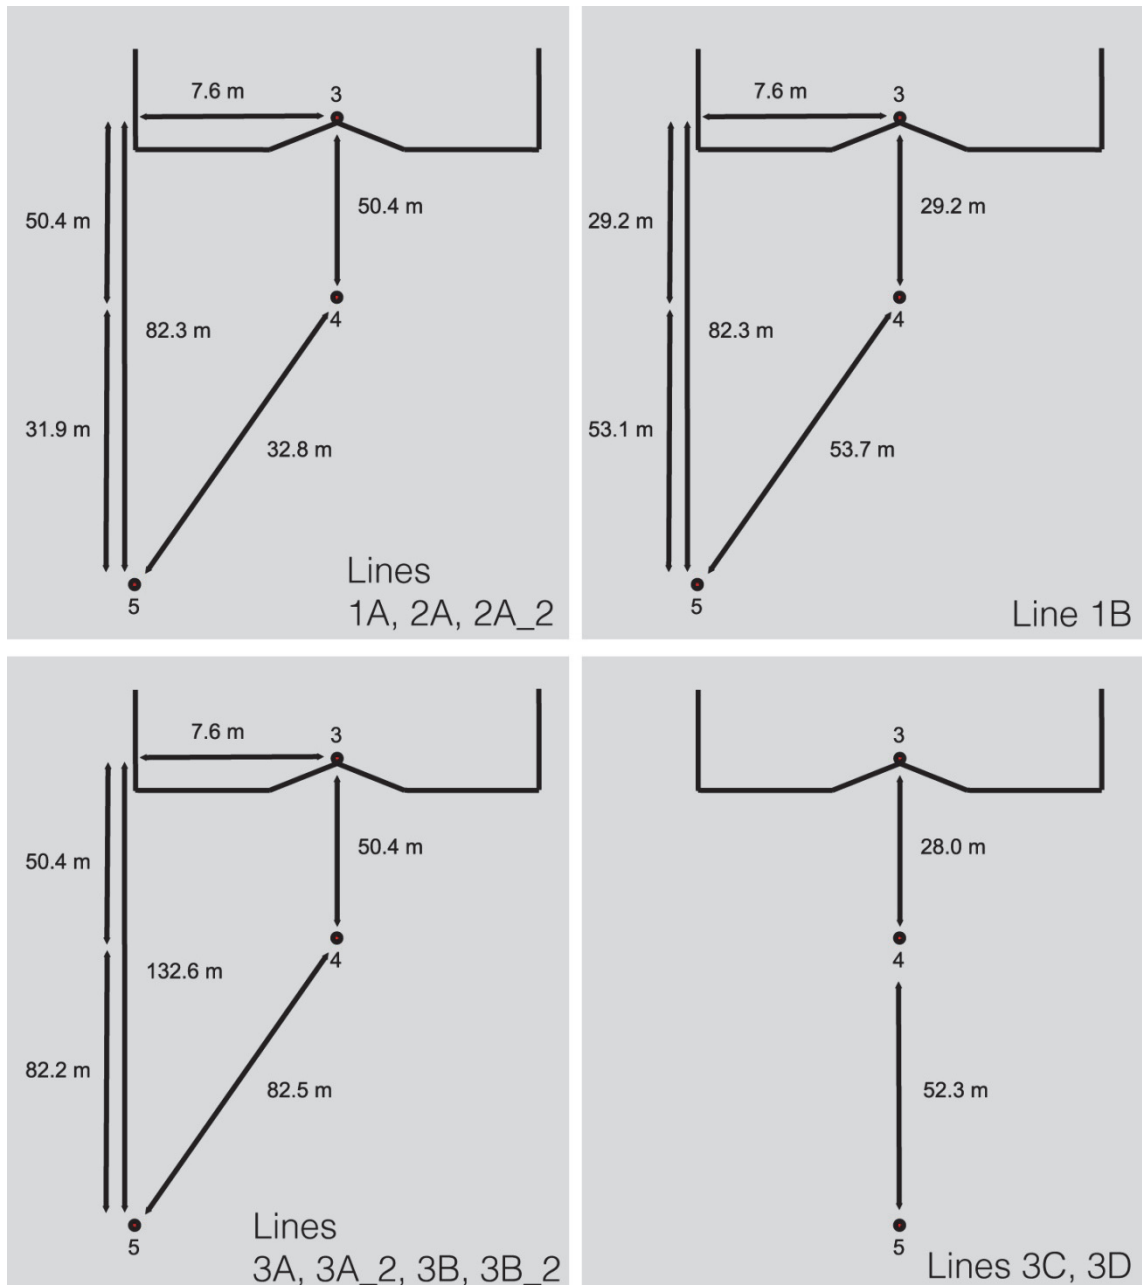 7.6 m
3
50.4 m
50.4 m
4
82.3 m
31.9 m
32.8 m
5
Lines
1A, 2A, 2A_2
7.6 m
3
29.2 m
29.2 m
4
82.3 m
53.1 m
53.7 m
5
Line 1B
7.6 m
3
50.4 m
50.4 m
4
132.6 m
82.2 m
82.5 m
5
Lines
3A, 3A_2, 3B, 3B_2
3
28.0 m
4
52.3 m
5
Lines 3C, 3D